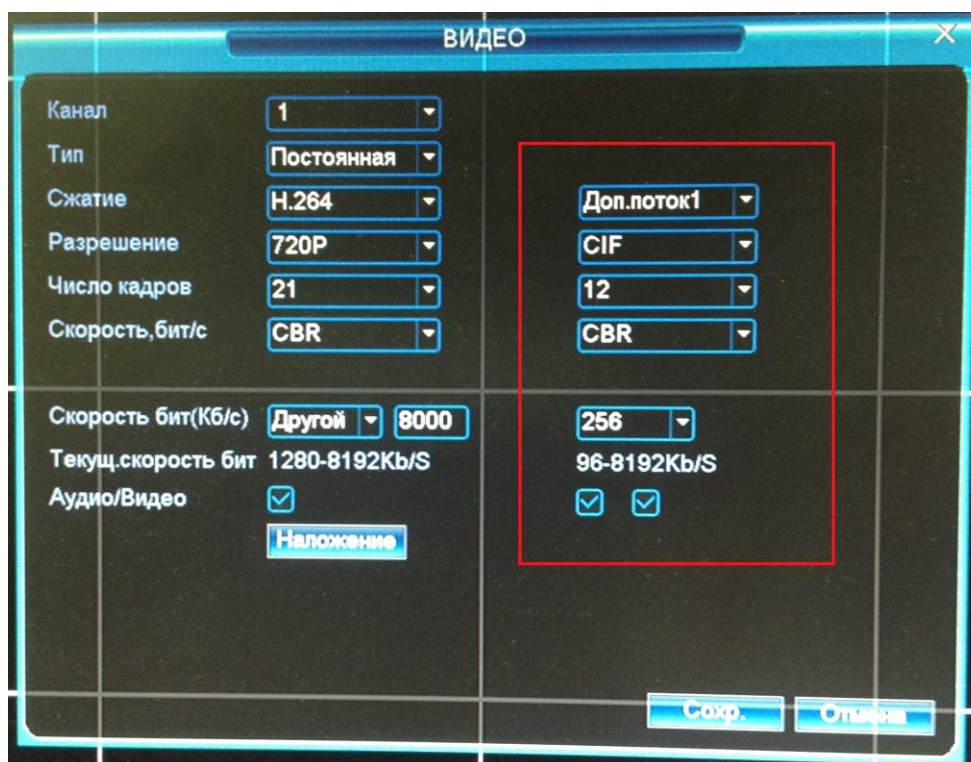 ВИДЕО
Канал 1
Тип Постоянная
Сжатие H.264 Доп.поток1
Разрешение 720P CIF
Число кадров 21 12
Скорость,бит/с CBR CBR
Скорость бит(Кб/с) Другой 8000 256
Текущ.скорость бит 1280-8192Kb/S 96-8192Kb/S
Аудио/Видео
Наложение
Сохр. Отмена